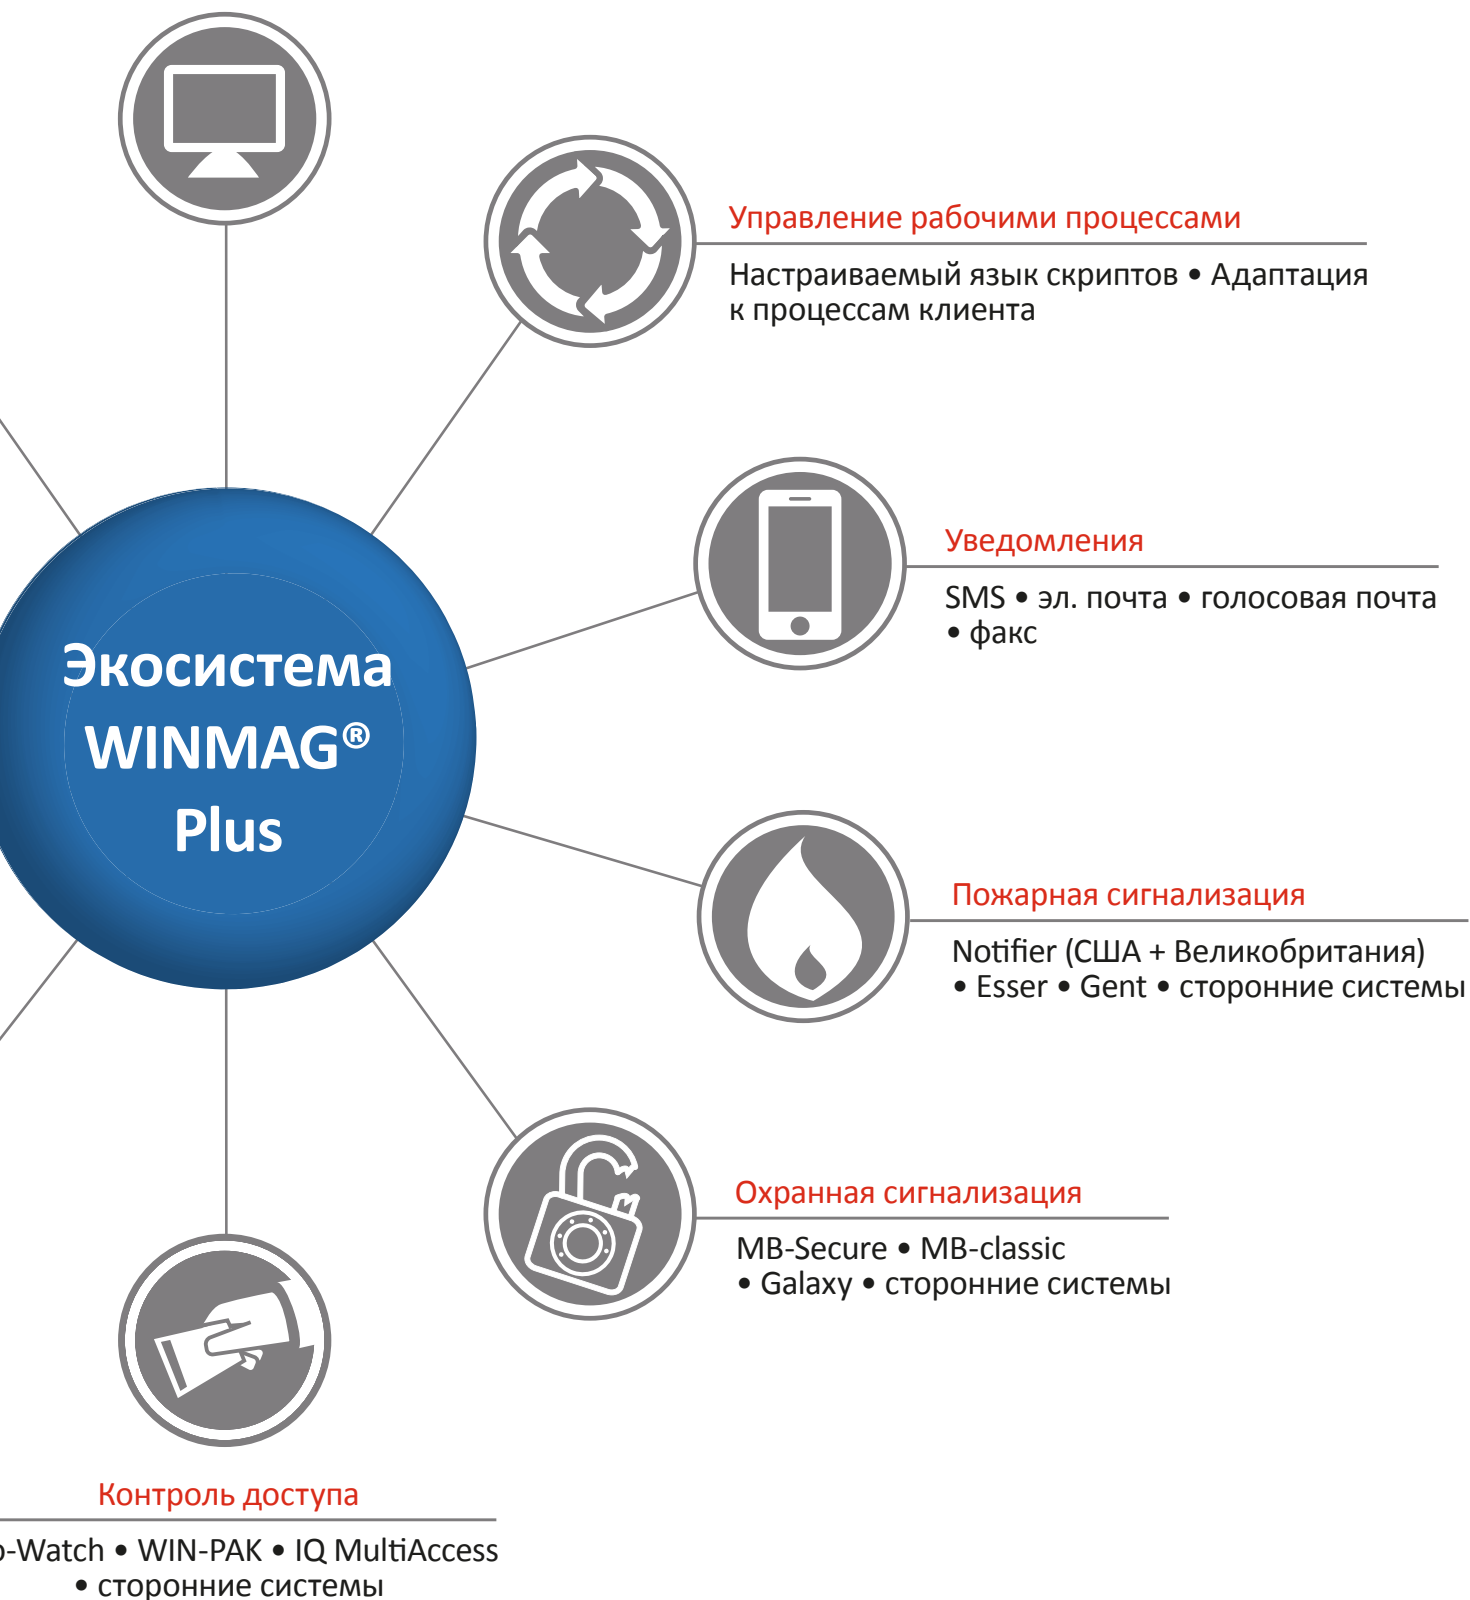 Управление рабочими процессами
Настраиваемый язык скриптов • Адаптация
к процессам клиента
Уведомления
SMS • эл. почта • голосовая почта
• факс
Экосистема
WINMAG®
Plus
Пожарная сигнализация
Notifier (США + Великобритания)
• Esser • Gent • сторонние системы
Охранная сигнализация
MB-Secure • MB-classic
• Galaxy • сторонние системы
Контроль доступа
o-Watch • WIN-PAK • IQ MultiAccess
• сторонние системы